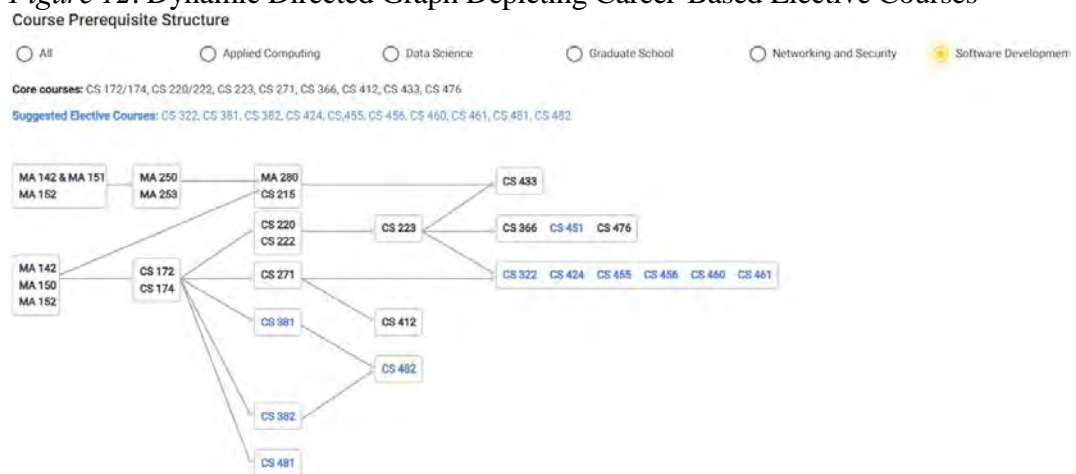 Figure 12. Dynamic Directed Graph Depicting Career-Based Elective Courses
Course Prerequisite Structure
All Applied Computing Data Science Graduate School Networking and Security Software Developmen
Core courses: CS 172/174, CS 220/222, CS 223, CS 271, CS 366, CS 412, CS 433, CS 476
Suggested Elective Courses: CS 322, CS 381, CS 382, CS 424, CS,455, CS 456, CS 460, CS 461, CS 481, CS 482
MA 142 & MA 151
MA 152
MA 250
MA 253
MA 280
CS 215
CS 433
CS 220
CS 222
CS 223
CS 366 CS 451 CS 476
MA 142
MA 150
MA 152
CS 172
CS 174
CS 271
CS 322 CS 424 CS 455 CS 456 CS 460 CS 461
CS 381
CS 412
CS 482
CS 382
CS 481